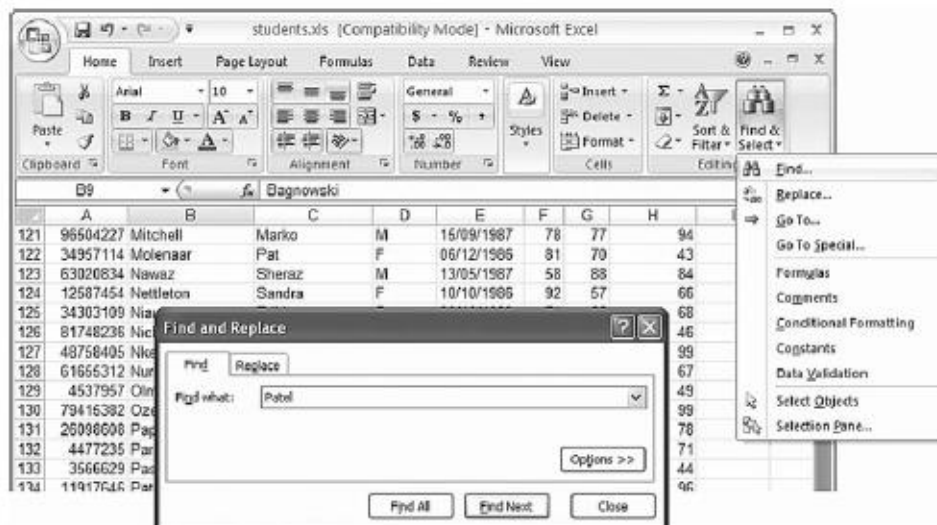 students.xls [Compatibility Mode] - Microsoft Excel
Home Insert Page Layout Formulas Data Review View
Arial 10 General Insert
B I U A A $ % , Delete
Paste Styles Format Sort & Filter Find & Select
Clipboard Font Alignment Number Cells Editing
B9 fx Bagnowski
A B C D E F G H
121 96504227 Mitchell Marko M 15/09/1987 78 77 94
122 34957114 Molenaar Pat F 06/12/1986 81 70 43
123 63020834 Nawaz Sheraz M 13/05/1987 58 88 84
124 12587454 Nettleton Sandra F 10/10/1986 92 57 66
125 34303109 68
126 81748236 46
127 48758405 99
128 61665312 67
129 4537957 49
130 79416382 99
131 26098608 78
132 4477235 71
133 3566629 44
134 11917646 96
Find...
Replace...
Go To...
Go To Special...
Formulas
Comments
Conditional Formatting
Constants
Data Validation
Select Objects
Selection Pane...
Find and Replace
Find Replace
Find what: Patel
Options >>
Find All Find Next Close